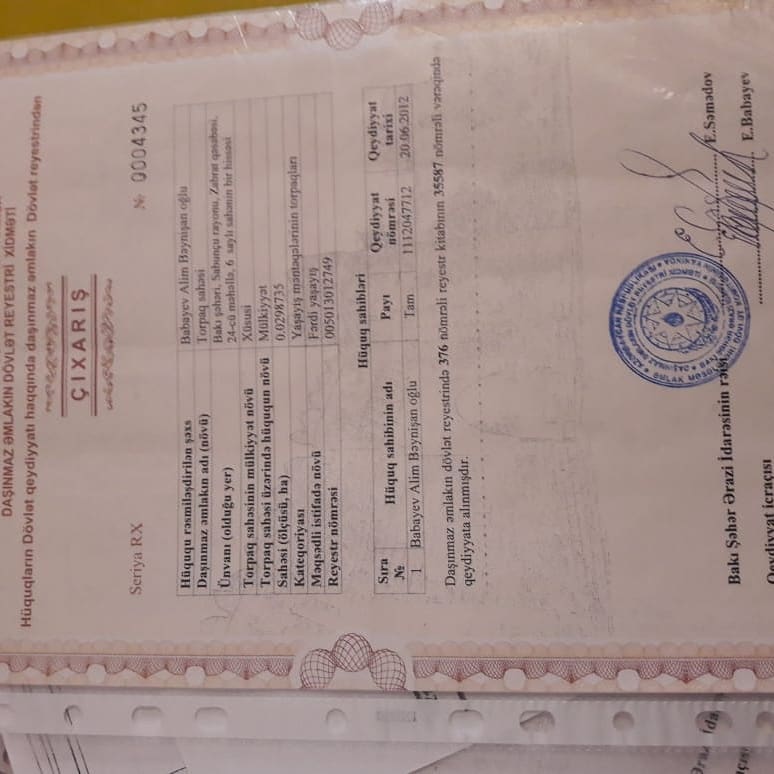 DAŞINMAZ ƏMLAKIN DÖVLƏT REYESTRİ XİDMƏTİ
Hüquqların Dövlət qeydiyyatı haqqında daşınmaz əmlakın Dövlət reyestrindən
ÇIXARIŞ
Seriya RX № 0004345
Hüququ rəsmiləşdirilən şəxs Babayev Alim Bəynişan oğlu
Daşınmaz əmlakın adı (növü) Torpaq sahəsi
Ünvanı (olduğu yer) Bakı şəhəri, Sabunçu rayonu, Zabrat qəsəbəsi,
24-cü məhəllə, 6 saylı sahənin bir hissəsi
Torpaq sahəsinin mülkiyyət növü Xüsusi
Torpaq sahəsi üzərində hüququn növü Mülkiyyət
Sahəsi (ölçüsü, ha) 0,0298735
Kateqoriyası Yaşayış məntəqələrinin torpaqları
Məqsədli istifadə növü Fərdi yaşayış
Reyestr nömrəsi 005013012749
Hüquq sahibləri
Sıra № Hüquq sahibinin adı Payı Qeydiyyat nömrəsi Qeydiyyat tarixi
1 Babayev Alim Bəynişan oğlu Tam 1112047712 20.06.2012
Daşınmaz əmlakın dövlət reyestrində 376 nömrəli reyestr kitabının 35587 nömrəli vərəqində
qeydiyyata alınmışdır.
Bakı Şəhər Ərazi İdarəsinin rəisi E.Səmədov
Qeydiyyat icraçısı E.Babayev